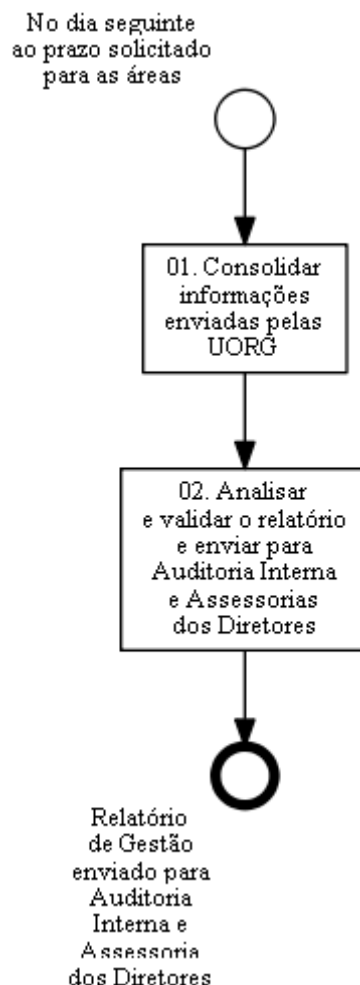 No dia seguinte
ao prazo solicitado
para as áreas
01. Consolidar
informações
enviadas pelas
UORG
02. Analisar
e validar o relatório
e enviar para
Auditoria Interna
e Assessorias
dos Diretores
Relatório
de Gestão
enviado para
Auditoria
Interna e
Assessoria
dos Diretores